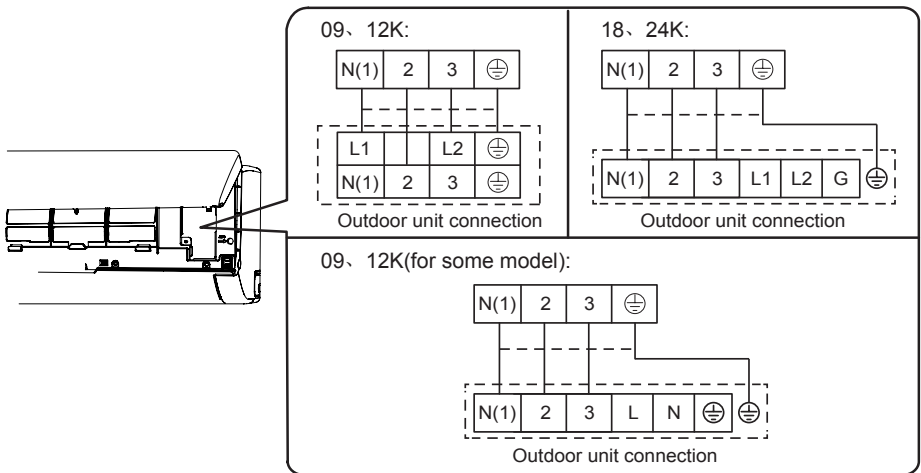 09、12K:
N(1) 2 3
L1 L2
N(1) 2 3
Outdoor unit connection
18、24K:
N(1) 2 3
N(1) 2 3 L1 L2 G
Outdoor unit connection
09、12K(for some model):
N(1) 2 3
N(1) 2 3 L N
Outdoor unit connection